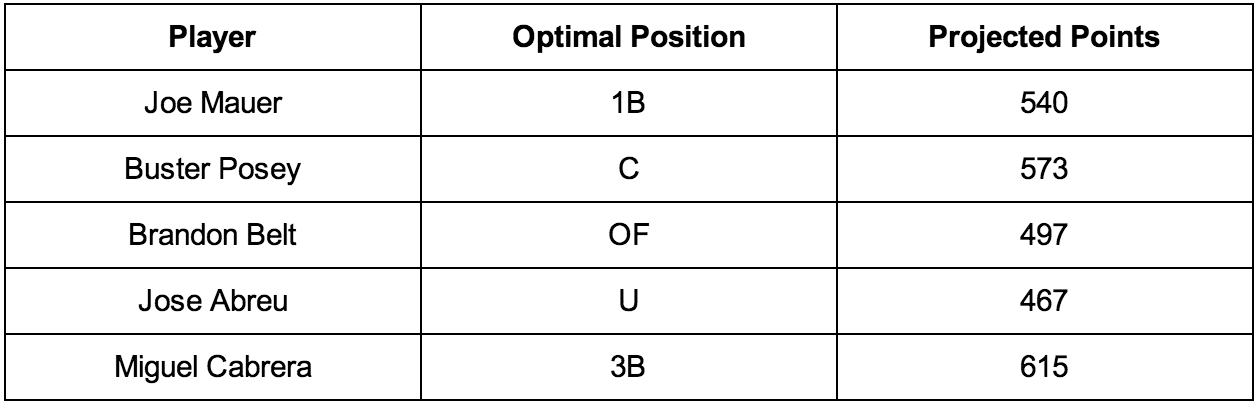 Player Optimal Position Projected Points
Joe Mauer 1B 540
Buster Posey C 573
Brandon Belt OF 497
Jose Abreu U 467
Miguel Cabrera 3B 615